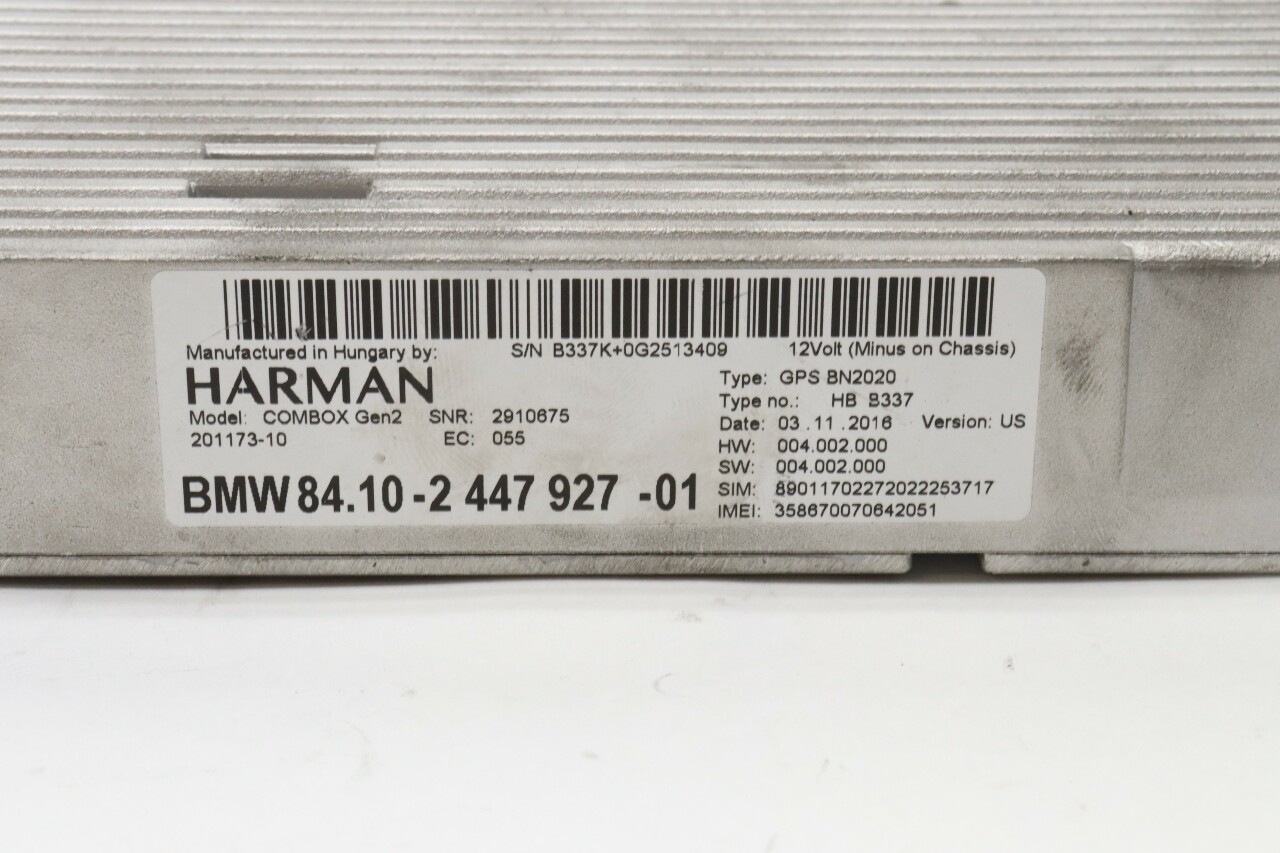 Manufactured in Hungary by:
S/N B337K+0G2513409
12Volt (Minus on Chassis)
HARMAN
Model: COMBOX Gen2 SNR: 2910675
201173-10 EC: 055
BMW 84.10 -2 447 927 -01
Type: GPS BN2020
Type no.: HB B337
Date: 03 . 11 . 2016 Version: US
HW: 004.002.000
SW: 004.002.000
SIM: 89011702272022253717
IMEI: 358670070642051